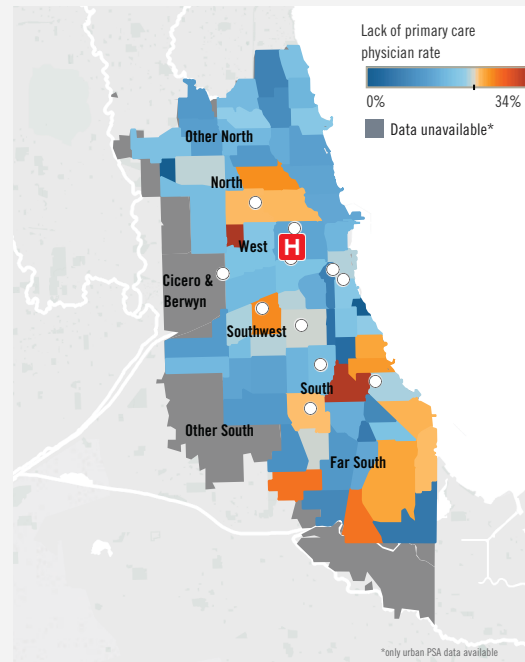 Lack of primary care
physician rate
0% 34%
Data unavailable*
Other North
North
West
H
Cicero &
Berwyn
Southwest
South
Other South
Far South
*only urban PSA data available